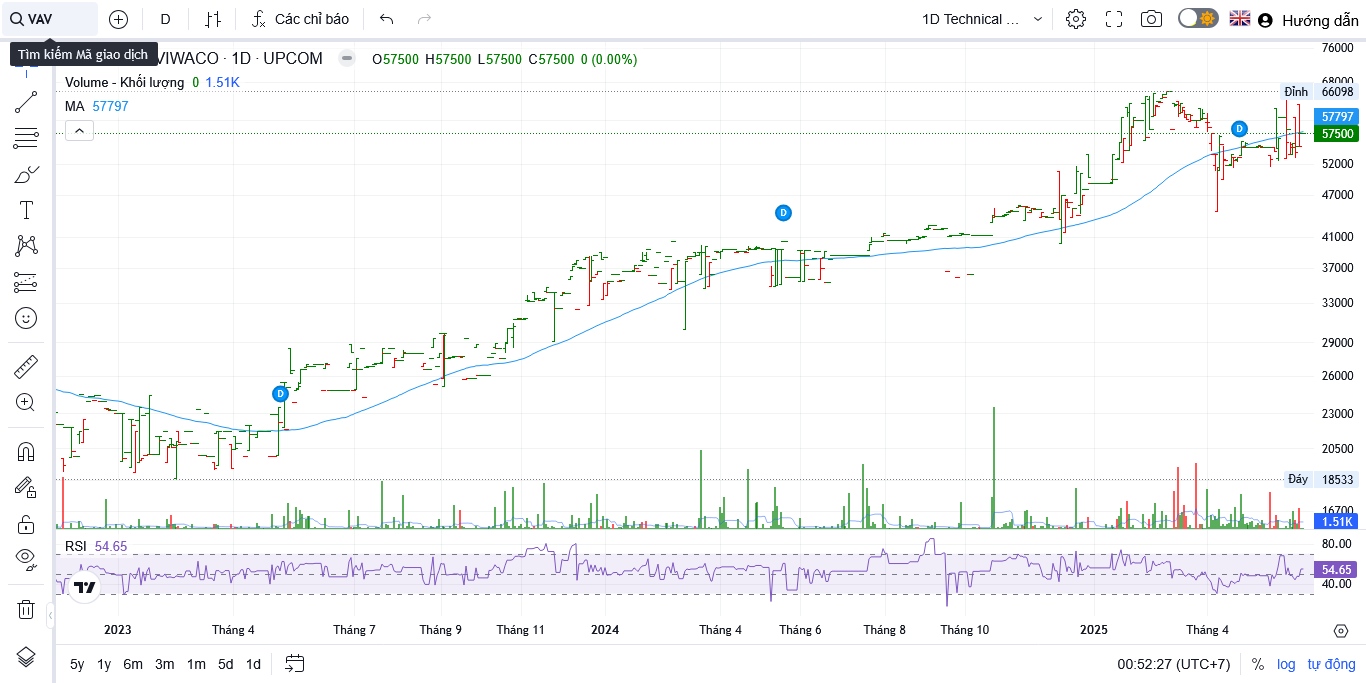 VAV
D
Các chỉ báo
1D Technical ...
Hướng dẫn
Tìm kiếm Mã giao dịch
VIWACO · 1D · UPCOM
O57500 H57500 L57500 C57500 0 (0.00%)
Volume - Khối lượng 0 1.51K
MA 57797
76000
68000
Đỉnh 66098
57797
57500
52000
47000
41000
37000
33000
29000
26000
23000
20500
Đáy 18533
16700
1.51K
D
D
D
RSI 54.65
80.00
54.65
40.00
2023 Tháng 4 Tháng 7 Tháng 9 Tháng 11 2024 Tháng 4 Tháng 6 Tháng 8 Tháng 10 2025 Tháng 4
5y 1y 6m 3m 1m 5d 1d
00:52:27 (UTC+7) % log tự động